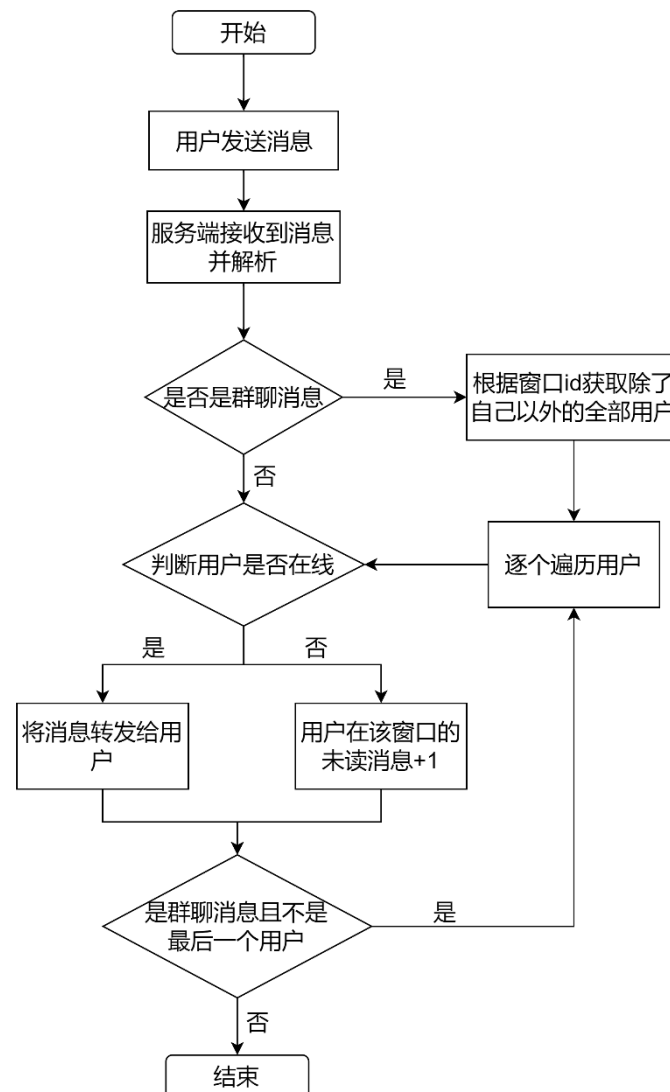 开始
用户发送消息
服务端接收到消息
并解析
是否是群聊消息
是
根据窗口id获取除了
自己以外的全部用户
否
判断用户是否在线
逐个遍历用户
是
否
将消息转发给用
户
用户在该窗口的
未读消息+1
是群聊消息且不是
最后一个用户
是
否
结束